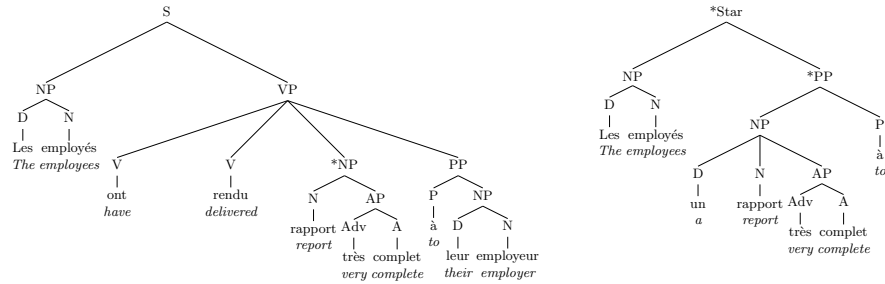 S
*Star
NP
VP
NP
*PP
D N
D N
NP
P
Les employés
The employees
Les employés
The employees
à
to
V
V
*NP
PP
D
N
AP
ont
have
rendu
delivered
N
AP
P
NP
un
a
rapport
report
Adv A
rapport
report
Adv A
à
to
D N
très complet
very complete
très complet
very complete
leur employeur
their employer